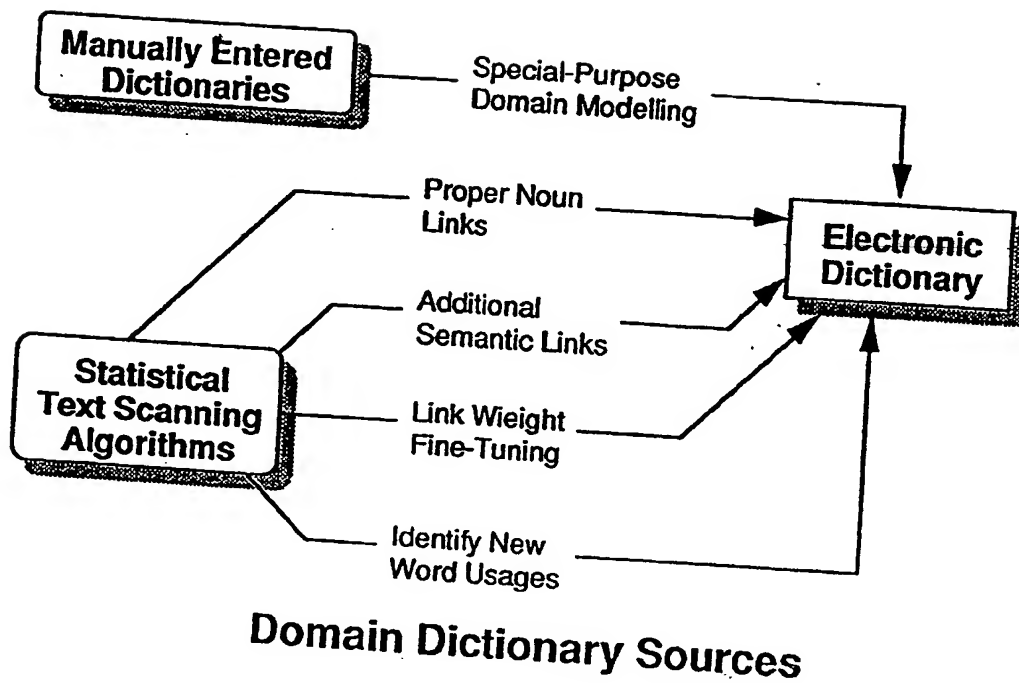 Manually Entered
Dictionaries
Special-Purpose
Domain Modelling
Proper Noun
Links
Electronic
Dictionary
Additional
Semantic Links
Statistical
Text Scanning
Algorithms
Link Wieight
Fine-Tuning
Identify New
Word Usages
Domain Dictionary Sources